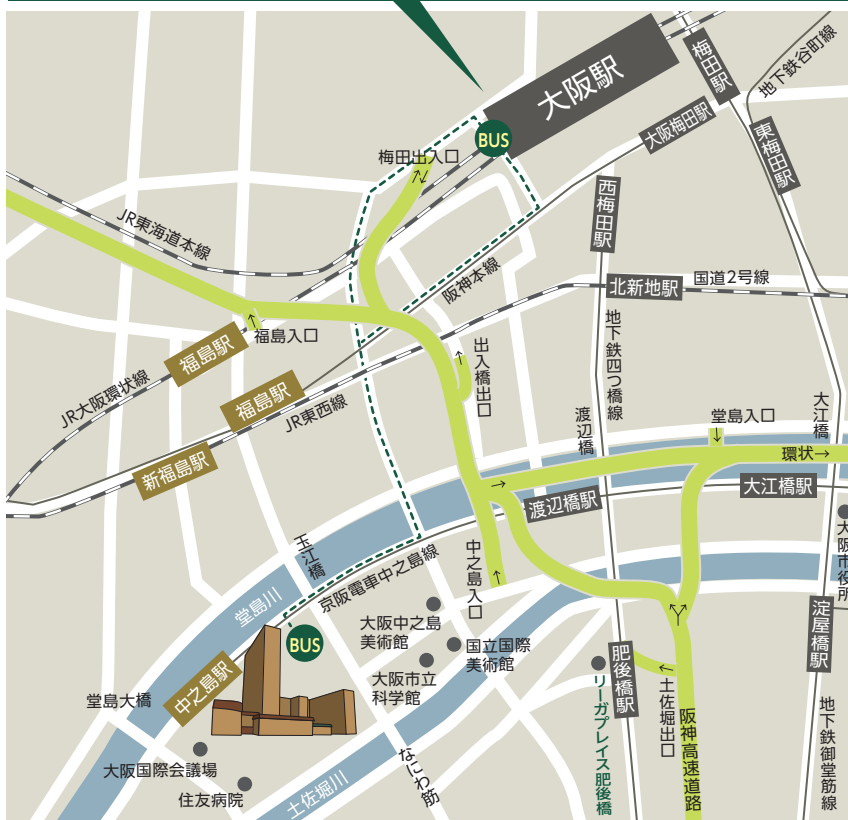 大阪駅
梅田駅
地下鉄谷町線
大阪梅田駅
東梅田駅
BUS
梅田出入口
西梅田駅
JR東海道本線
阪神本線
北新地駅
国道2号線
福島入口
福島駅
出入橋出口
地下鉄四つ橋線
JR大阪環状線
福島駅
JR東西線
渡辺橋
堂島入口
大江橋
新福島駅
環状→
渡辺橋駅
大江橋駅
玉江橋
京阪電車中之島線
中之島入口
大阪市役所
堂島川
大阪中之島
美術館
国立国際
美術館
淀屋橋駅
BUS
大阪市立
科学館
中之島駅
肥後橋駅
堂島大橋
リーガプレイス肥後橋
土佐堀出口
阪神高速道路
地下鉄御堂筋線
大阪国際会議場
住友病院
土佐堀川
なにわ筋